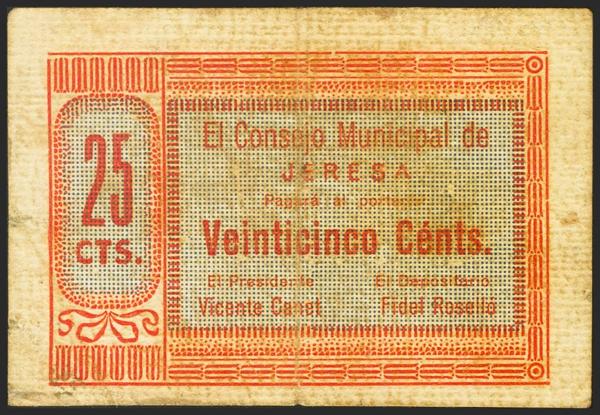 25
CTS.
El Consejo Municipal de
JERESA
Pagará al portador
Veinticinco Cénts.
El Presidente
El Depositario
Vicente Canet
Fidel Roselló